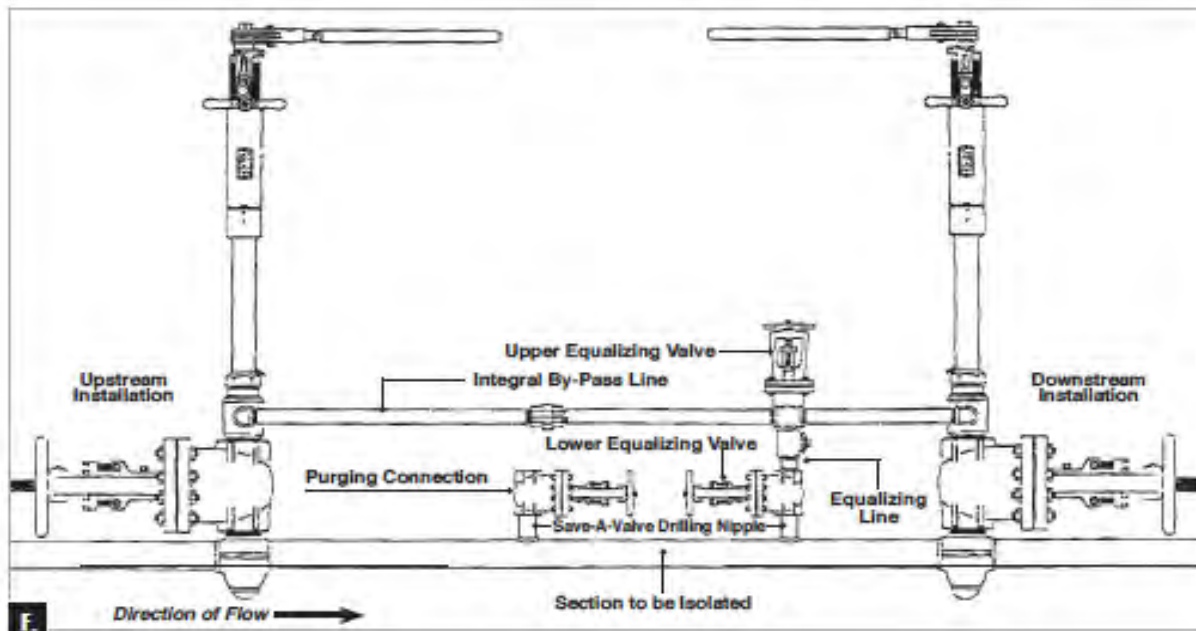 Upper Equalizing Valve
Upstream
Installation
Integral By-Pass Line
Downstream
Installation
Lower Equalizing Valve
Purging Connection
Equalizing
Line
Save-A-Valve Drilling Nipple
Section to be Isolated
Direction of Flow
E